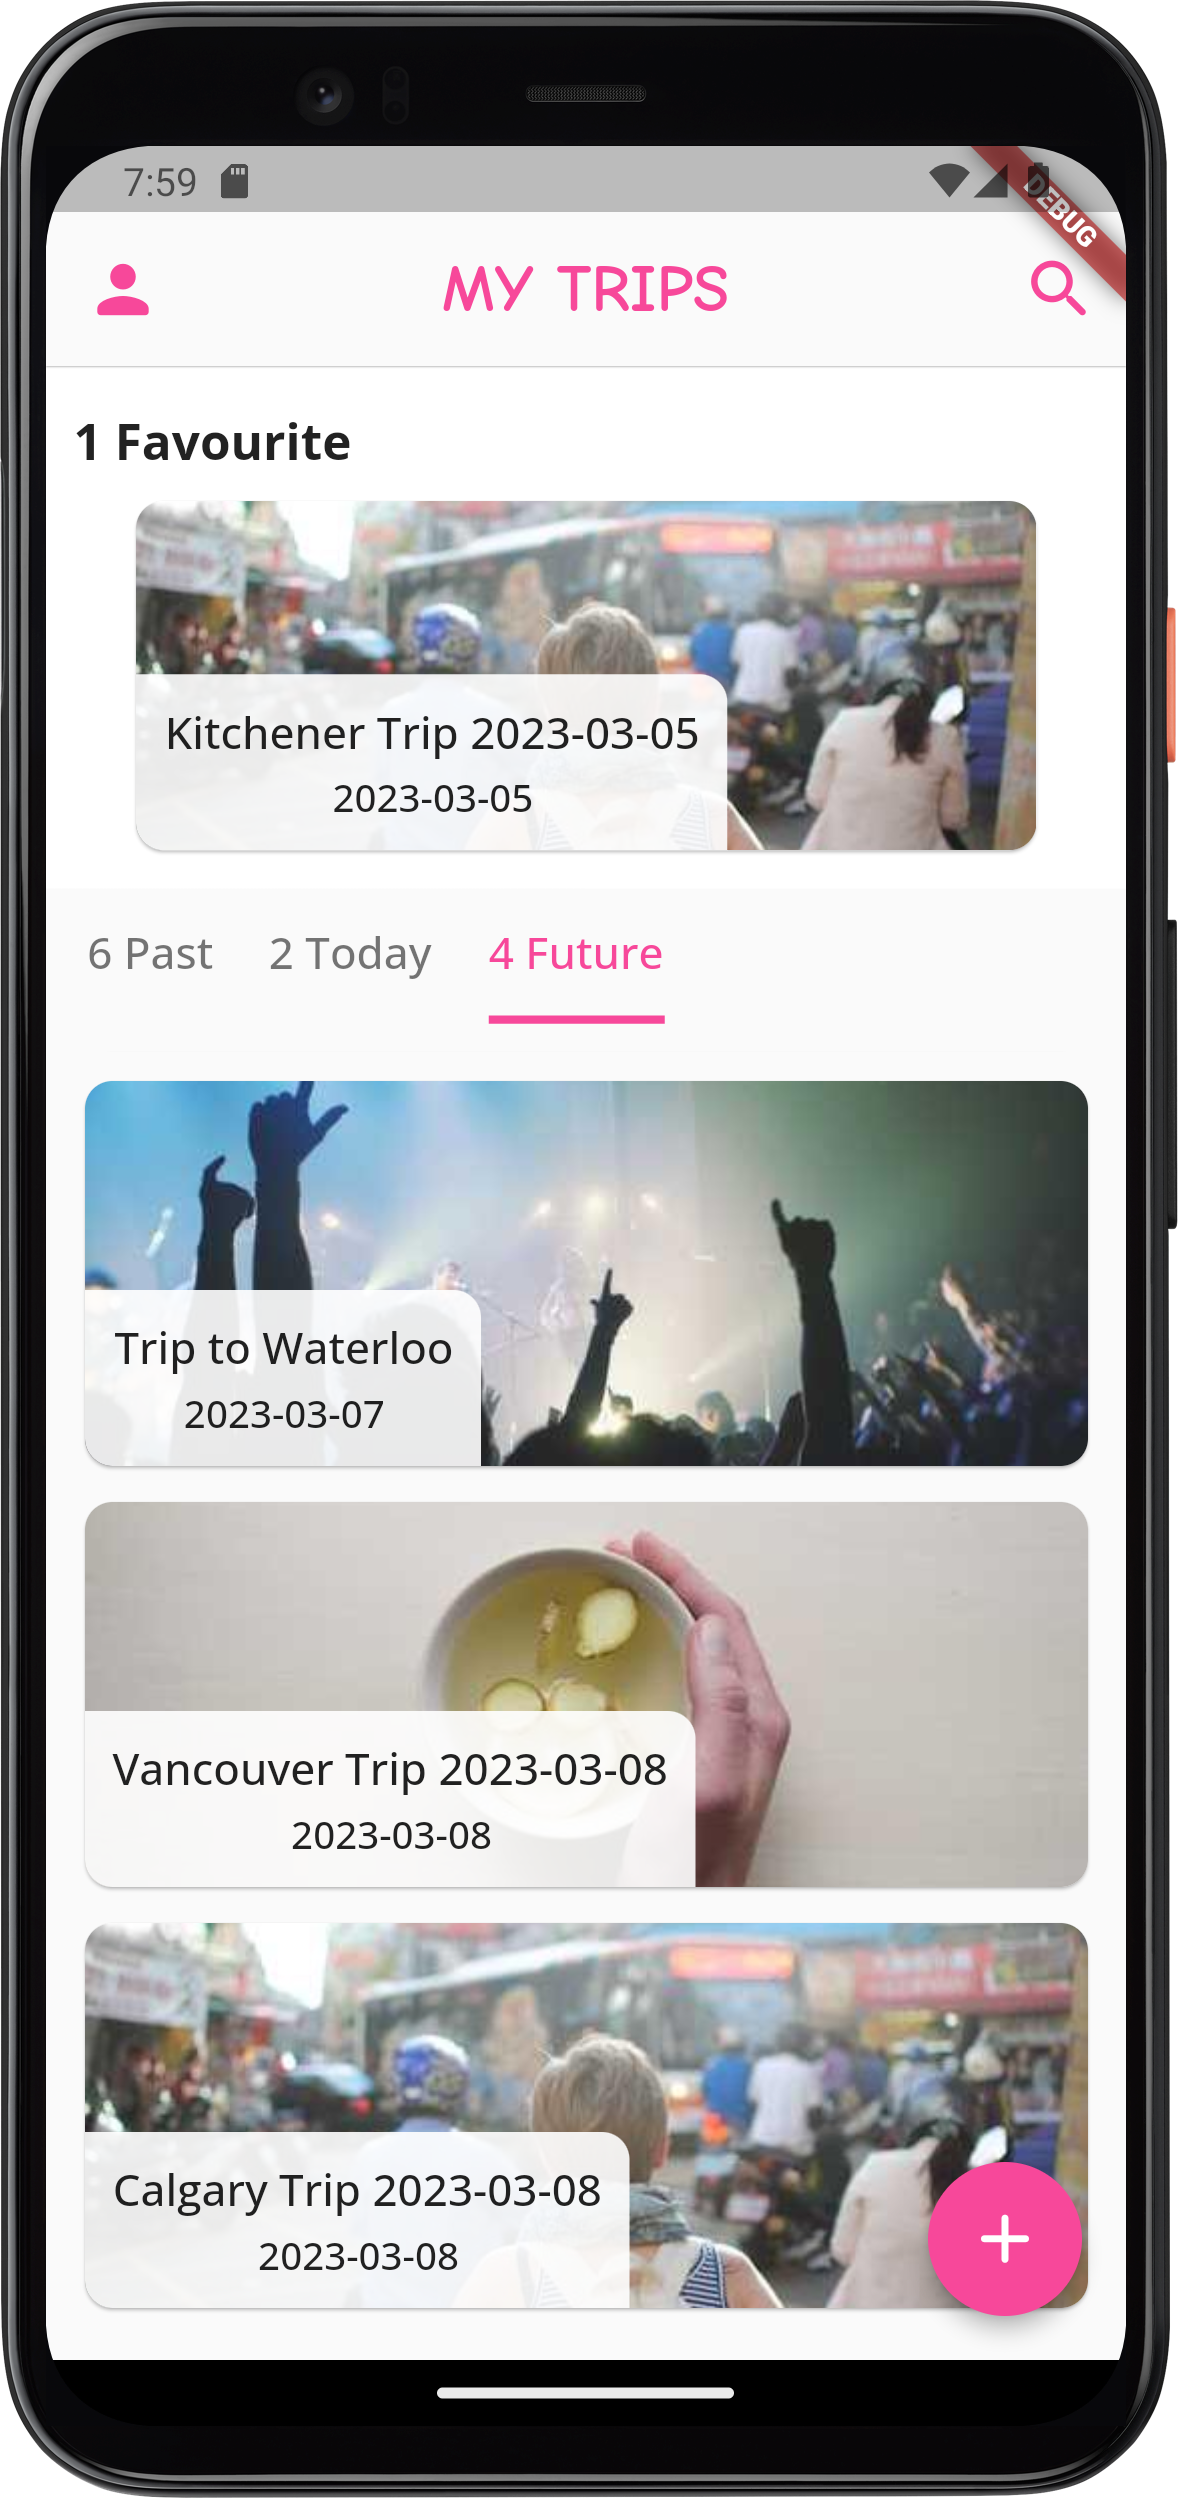 7:59
DEBUG
MY TRIPS
1 Favourite
Kitchener Trip 2023-03-05
2023-03-05
6 Past 2 Today 4 Future
Trip to Waterloo
2023-03-07
Vancouver Trip 2023-03-08
2023-03-08
Calgary Trip 2023-03-08
2023-03-08